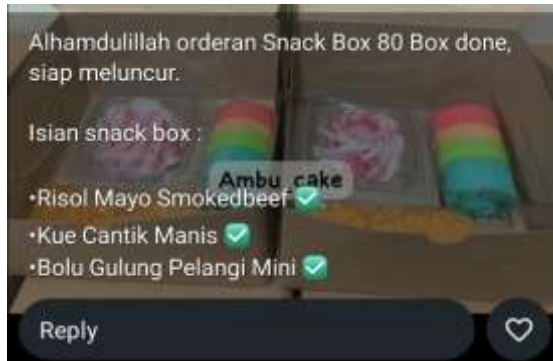 Alhamdulillah orderan Snack Box 80 Box done,
siap meluncur.
Isian snack box :
Ambu_cake
•Risol Mayo Smokedbeef ✅
•Kue Cantik Manis ✅
•Bolu Gulung Pelangi Mini ✅
Reply